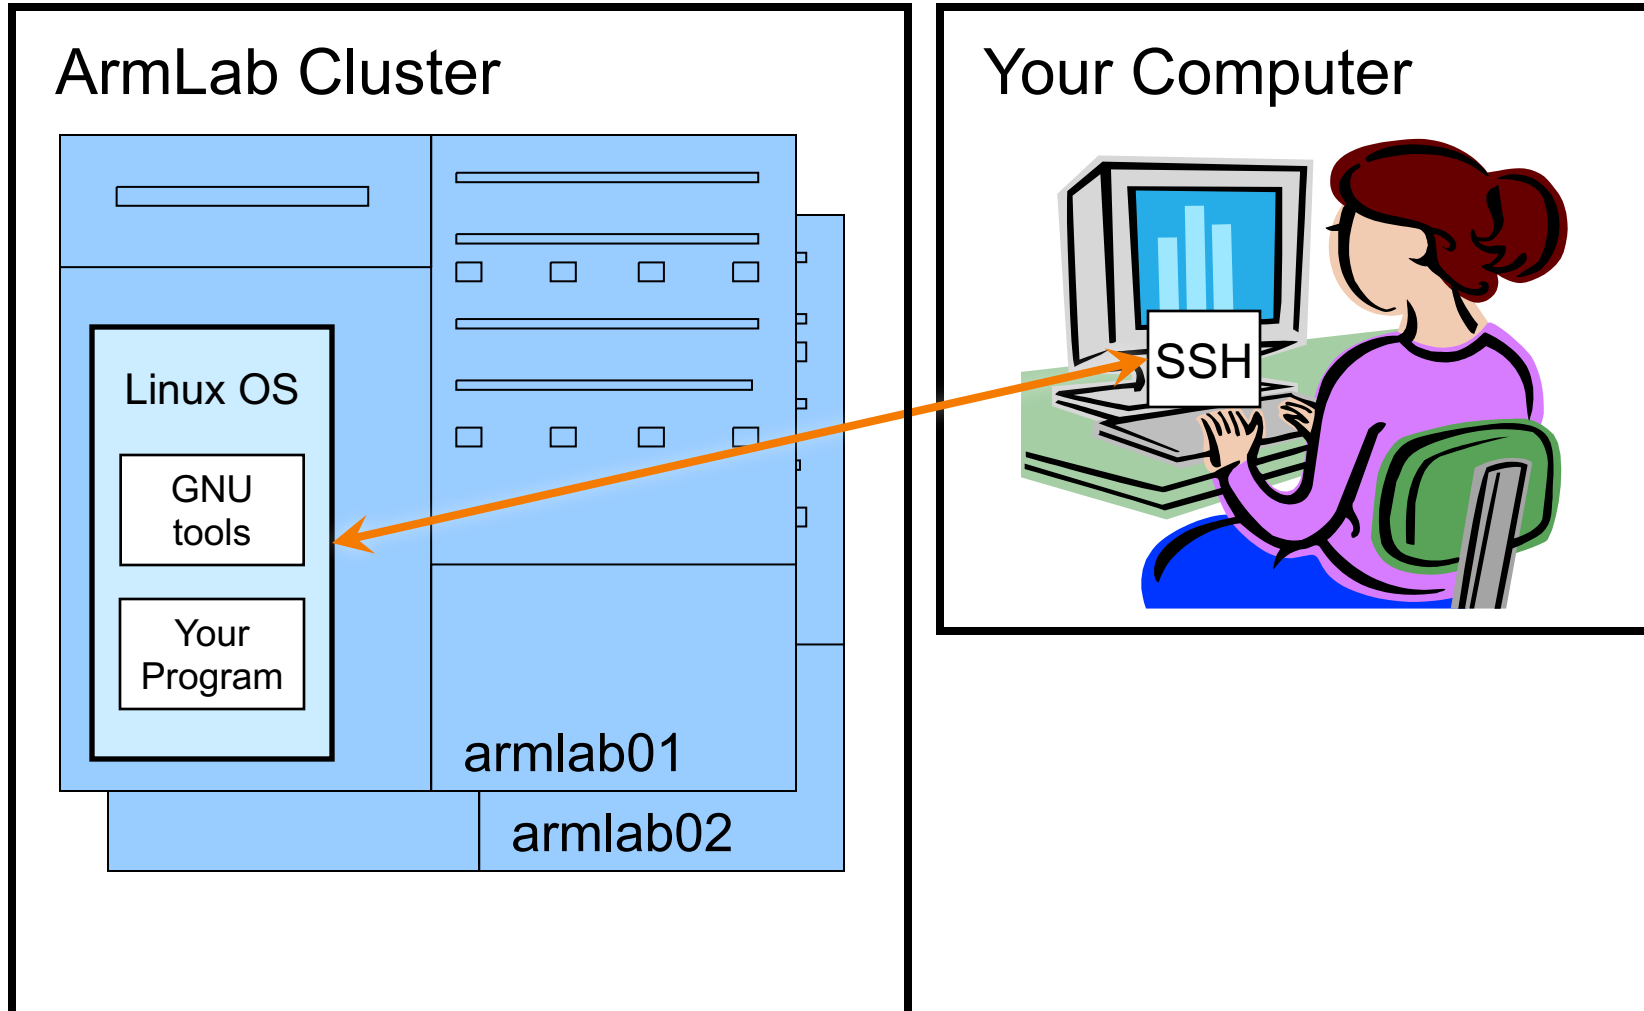 ArmLab Cluster
Linux OS
GNU
tools
Your
Program
armlab01
armlab02
Your Computer
SSH